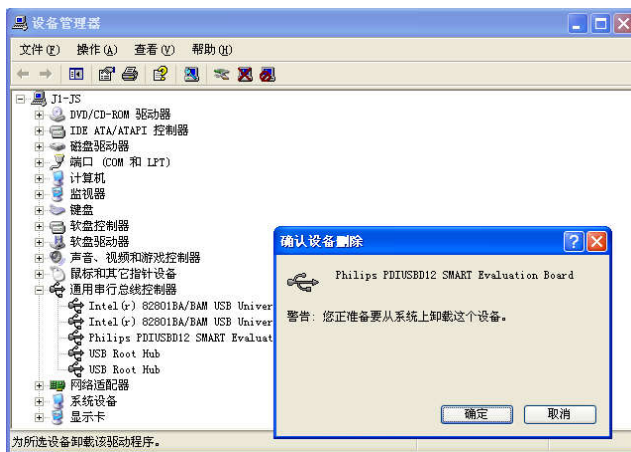 设备管理器
文件(F) 操作(A) 查看(V) 帮助(H)
J1-JS
DVD/CD-ROM 驱动器
IDE ATA/ATAPI 控制器
磁盘驱动器
端口 (COM 和 LPT)
计算机
监视器
键盘
软盘控制器
软盘驱动器
声音、视频和游戏控制器
鼠标和其它指针设备
通用串行总线控制器
Intel(r) 82801BA/BAM USB Univer
Intel(r) 82801BA/BAM USB Univer
Philips PDIUSBD12 SMART Evaluat
USB Root Hub
USB Root Hub
网络适配器
系统设备
显示卡
为所选设备卸载该驱动程序。
确认设备删除
Philips PDIUSBD12 SMART Evaluation Board
警告: 您正准备要从系统上卸载这个设备。
确定 取消